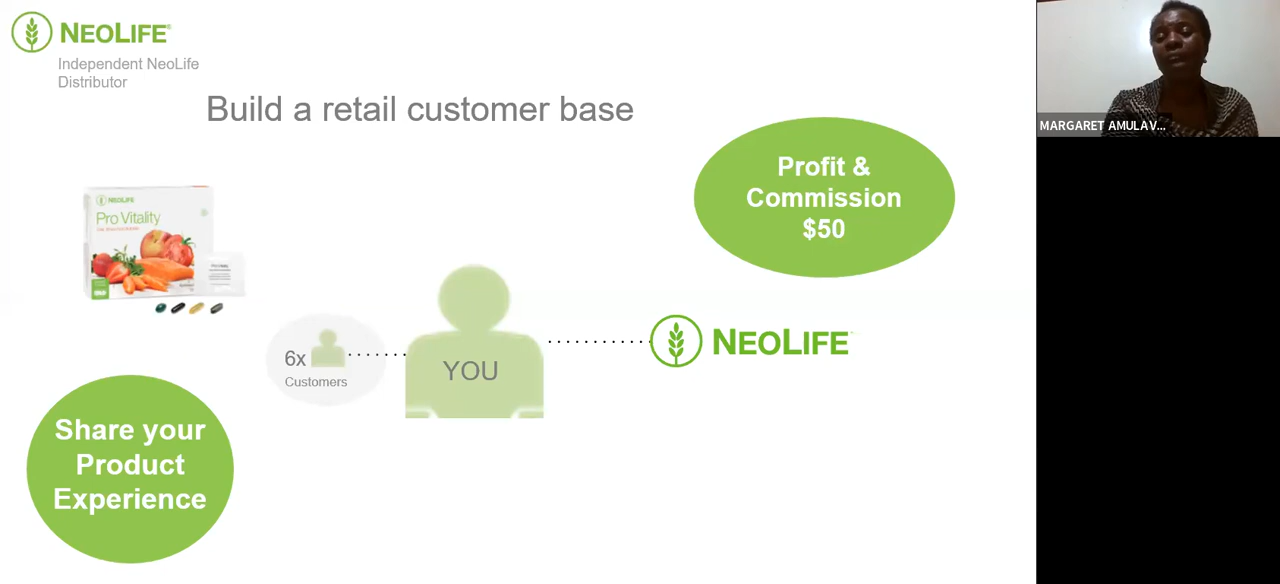 NEOLIFE
Independent NeoLife
Distributor
Build a retail customer base
Profit &
Commission
$50
NEOLIFE
Pro Vitality
6x
Customers
YOU
NEOLIFE
Share your
Product
Experience
MARGARET AMULAV...